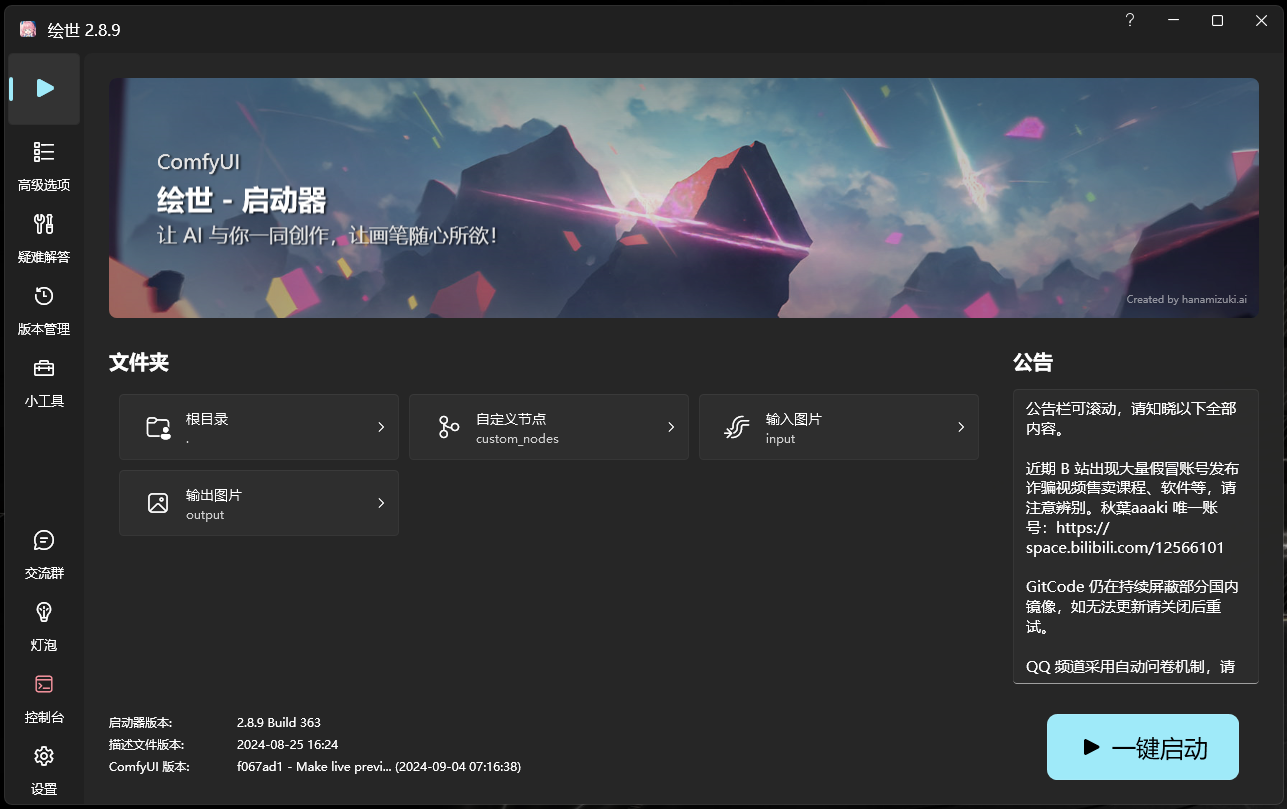 绘世 2.8.9
?
高级选项
疑难解答
版本管理
小工具
交流群
灯泡
控制台
设置
ComfyUI
绘世 - 启动器
让 AI 与你一同创作，让画笔随心所欲！
Created by hanamizuki.ai
文件夹
根目录
.
自定义节点
custom_nodes
输入图片
input
输出图片
output
公告
公告栏可滚动，请知晓以下全部
内容。
近期 B 站出现大量假冒账号发布
诈骗视频售卖课程、软件等，请
注意辨别。秋葉aaaki 唯一账
号：https://
space.bilibili.com/12566101
GitCode 仍在持续屏蔽部分国内
镜像，如无法更新请关闭后重
试。
QQ 频道采用自动问卷机制，请
启动器版本: 2.8.9 Build 363
描述文件版本: 2024-08-25 16:24
ComfyUI 版本: f067ad1 - Make live previ... (2024-09-04 07:16:38)
一键启动